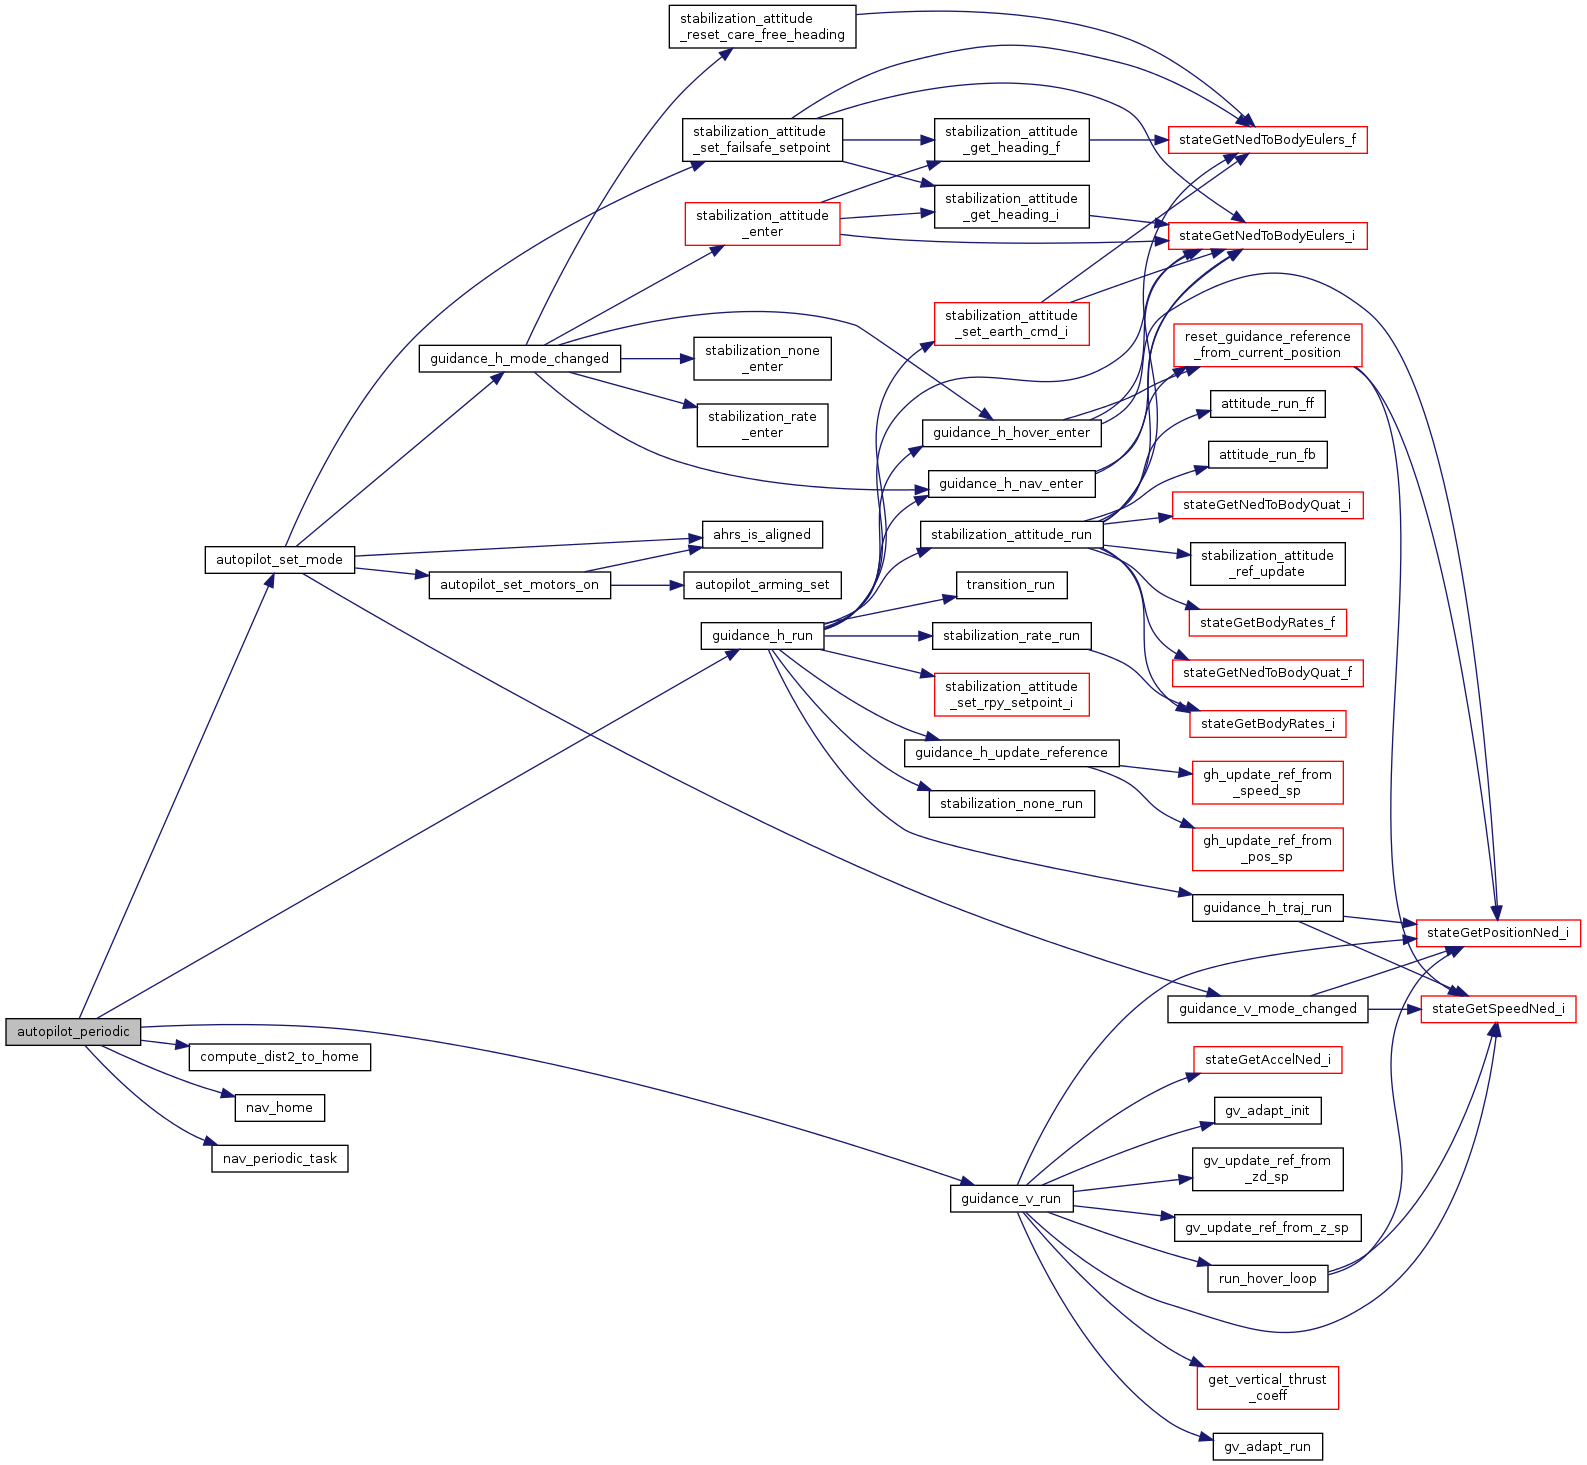 stabilization_attitude
_reset_care_free_heading
stabilization_attitude
_set_failsafe_setpoint
stabilization_attitude
_get_heading_f
stateGetNedToBodyEulers_f
stabilization_attitude
_enter
stabilization_attitude
_get_heading_i
stateGetNedToBodyEulers_i
stabilization_attitude
_set_earth_cmd_i
reset_guidance_reference
_from_current_position
guidance_h_mode_changed
stabilization_none
_enter
stabilization_rate
_enter
attitude_run_ff
guidance_h_hover_enter
attitude_run_fb
guidance_h_nav_enter
stateGetNedToBodyQuat_i
autopilot_set_mode
ahrs_is_aligned
stabilization_attitude_run
stabilization_attitude
_ref_update
autopilot_set_motors_on
autopilot_arming_set
transition_run
stateGetBodyRates_f
guidance_h_run
stabilization_rate_run
stateGetNedToBodyQuat_f
stabilization_attitude
_set_rpy_setpoint_i
stateGetBodyRates_i
guidance_h_update_reference
gh_update_ref_from
_speed_sp
stabilization_none_run
gh_update_ref_from
_pos_sp
guidance_h_traj_run
stateGetPositionNed_i
guidance_v_mode_changed
stateGetSpeedNed_i
autopilot_periodic
compute_dist2_to_home
stateGetAccelNed_i
nav_home
gv_adapt_init
nav_periodic_task
gv_update_ref_from
_zd_sp
guidance_v_run
gv_update_ref_from_z_sp
run_hover_loop
get_vertical_thrust
_coeff
gv_adapt_run